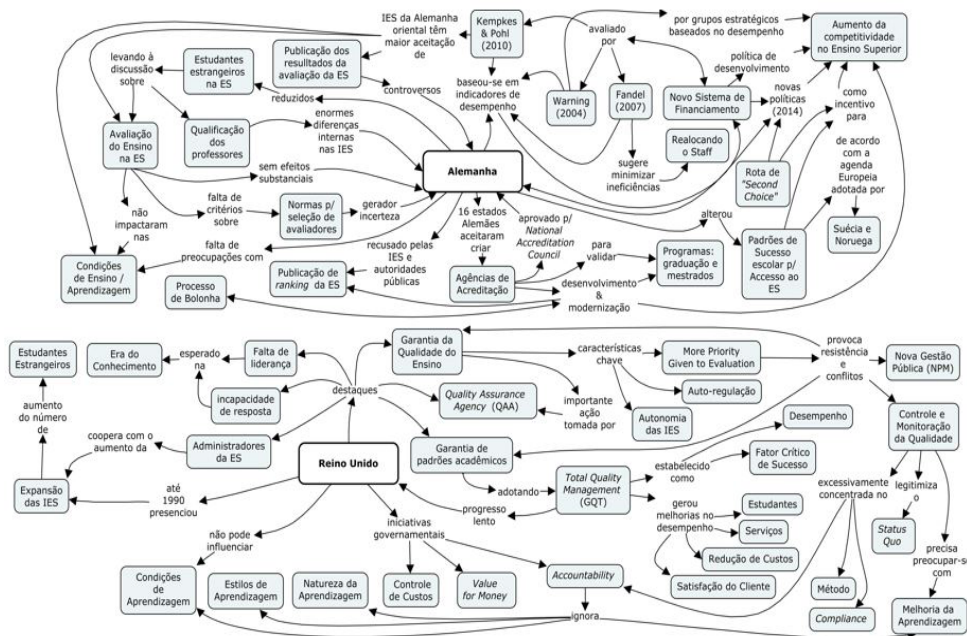 IES da Alemanha
oriental têm
maior aceitação
de
Kempkes
& Pohl
(2010)
avaliado
por
por grupos estratégicos
baseados no desempenho
Aumento da
competitividade
no Ensino Superior
levando à
discussão
sobre
Estudantes
estrangeiros
na ES
Publicação dos
resulltados da
avaliação da ES
controversos
baseou-se em
indicadores de
desempenho
Warning
(2004)
Fandel
(2007)
política de
desenvolvimento
Novo Sistema de
Financiamento
novas
políticas
(2014)
como
incentivo
para
reduzidos
Avaliação
do Ensino
na ES
Qualificação
dos
professores
enormes
diferenças
internas
nas IES
Realocando
o Staff
sugere
minimizar
ineficiências
Rota de
"Second
Choice"
de acordo
com a
agenda
Europeia
adotada por
sem efeitos
substanciais
Alemanha
não
impactaram
nas
falta de
critérios
sobre
Normas p/
seleção de
avaliadores
gerador
incerteza
16 estados
Alemães
aceitaram
criar
aprovado p/
National
Accreditation
Council
alterou
Suécia e
Noruega
Condições
de Ensino /
Aprendizagem
falta de
preocupações com
recusado pelas
IES e
autoridades
públicas
Publicação de
ranking da ES
Agências de
Acreditação
para
validar
Programas:
graduação e
mestrados
Padrões de
Sucesso
escolar p/
Accesso ao
ES
Processo
de Bolonha
desenvolvimento
&
modernização
Estudantes
Estrangeiros
Era do
Conhecimento
esperado
na
Falta de
liderança
Garantia da
Qualidade do
Ensino
características
chave
More Priority
Given to Evaluation
provoca
resistência
e
conflitos
Nova Gestão
Pública (NPM)
incapacidade
de resposta
destaques
Quality Assurance
Agency (QAA)
importante
ação
tomada por
Auto-regulação
Autonomia
das IES
Desempenho
Controle e
Monitoração
da Qualidade
aumento
do número
de
coopera com o
aumento da
Administradores
da ES
Garantia de
padrões acadêmicos
Reino Unido
estabelecido
como
Fator Crítico
de Sucesso
Expansão
das IES
até
1990
presenciou
adotando
Total Quality
Management
(GQT)
progresso
lento
excessivamente
concentrada no
legitimiza
o
gerou
melhorias no
desempenho
Estudantes
Serviços
Redução de Custos
Satisfação do Cliente
Status
Quo
não pode
influenciar
iniciativas
governamentais
precisa
preocupar-se
com
Condições
de
Aprendizagem
Estilos de
Aprendizagem
Natureza da
Aprendizagem
Controle
de Custos
Value
for Money
Accountability
ignora
Método
Compliance
Melhoria da
Aprendizagem